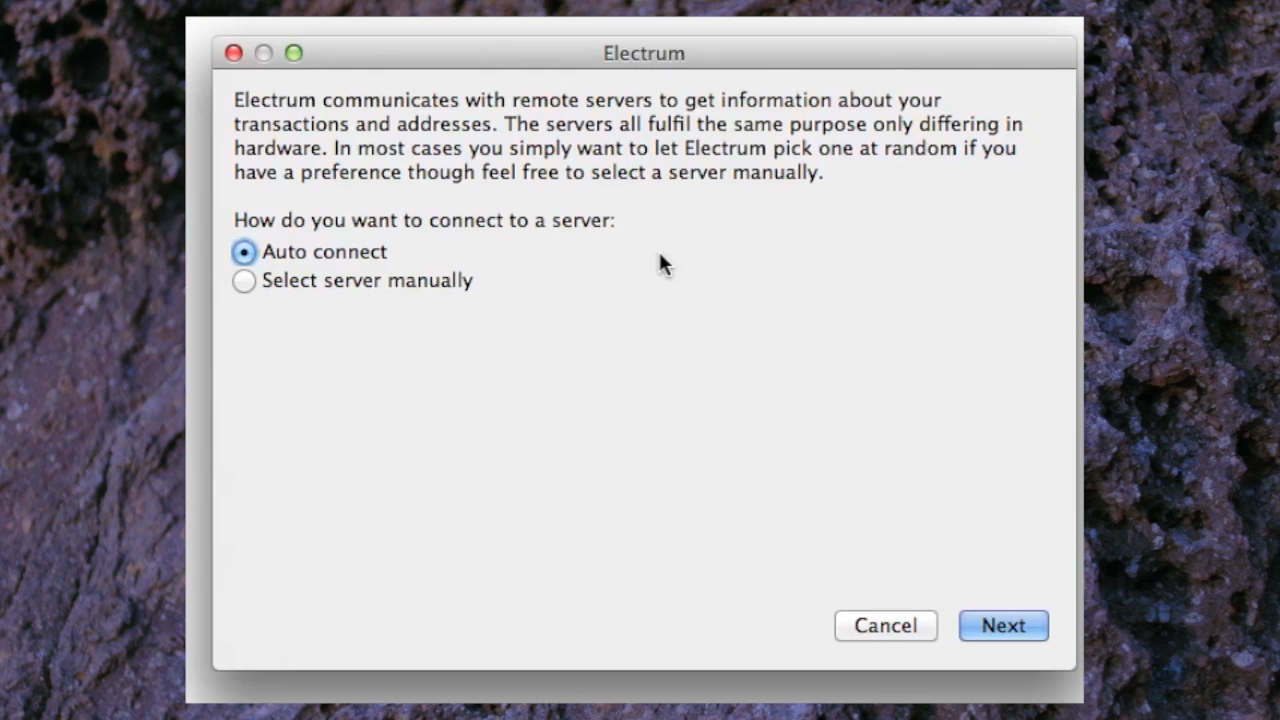 Electrum
Electrum communicates with remote servers to get information about your
transactions and addresses. The servers all fulfil the same purpose only differing in
hardware. In most cases you simply want to let Electrum pick one at random if you
have a preference though feel free to select a server manually.
How do you want to connect to a server:
Auto connect
Select server manually
Cancel Next